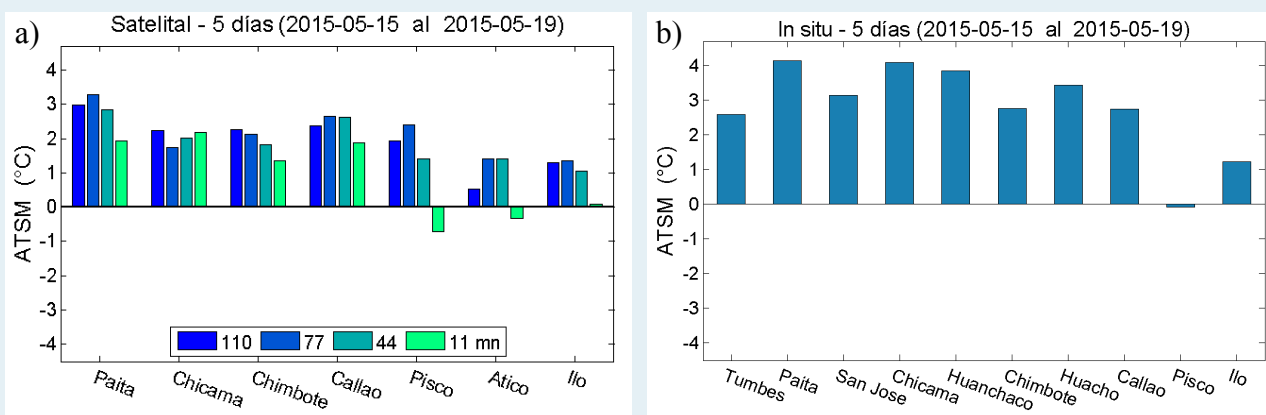 a)
Satelital - 5 días (2015-05-15 al 2015-05-19)
ATSM (°C)
4
3
2
1
0
-1
-2
-3
-4
110 77 44 11 mn
Paita Chicama Chimbote Callao Pisco Atico Ilo
b)
In situ - 5 días (2015-05-15 al 2015-05-19)
ATSM (°C)
4
3
2
1
0
-1
-2
-3
-4
Tumbes Paita San Jose Chicama Huanchaco Chimbote Huacho Callao Pisco Ilo